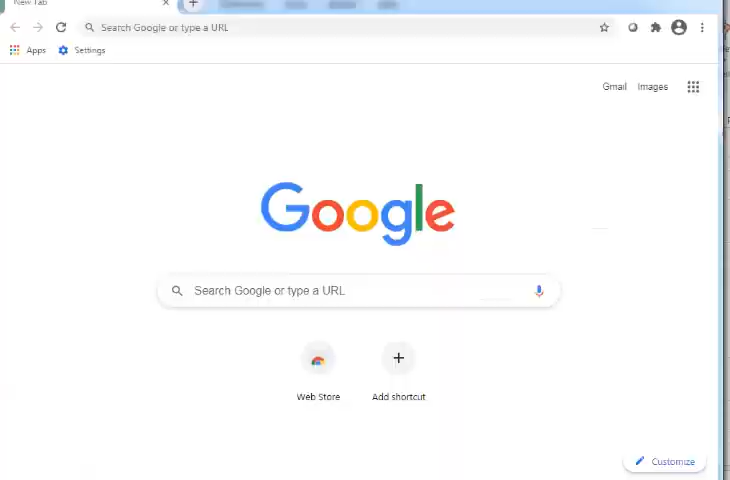 New Tab
Search Google or type a URL
Apps Settings
Gmail Images
Google
Search Google or type a URL
Web Store Add shortcut
Customize